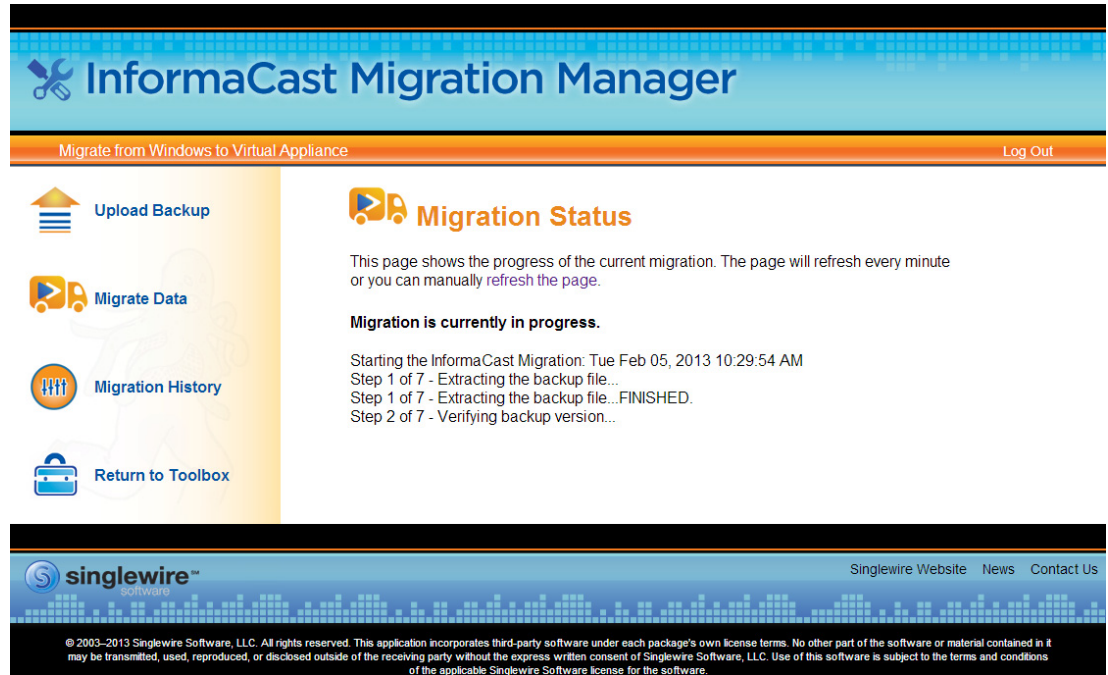 InformaCast Migration Manager
Migrate from Windows to Virtual Appliance
Log Out
Upload Backup
Migrate Data
Migration History
Return to Toolbox
Migration Status
This page shows the progress of the current migration. The page will refresh every minute
or you can manually refresh the page.
Migration is currently in progress.
Starting the InformaCast Migration: Tue Feb 05, 2013 10:29:54 AM
Step 1 of 7 - Extracting the backup file...
Step 1 of 7 - Extracting the backup file...FINISHED.
Step 2 of 7 - Verifying backup version...
S singlewire℠
software
Singlewire Website News Contact Us
© 2003–2013 Singlewire Software, LLC. All rights reserved. This application incorporates third-party software under each package's own license terms. No other part of the software or material contained in it
may be transmitted, used, reproduced, or disclosed outside of the receiving party without the express written consent of Singlewire Software, LLC. Use of this software is subject to the terms and conditions
of the applicable Singlewire Software license for the software.